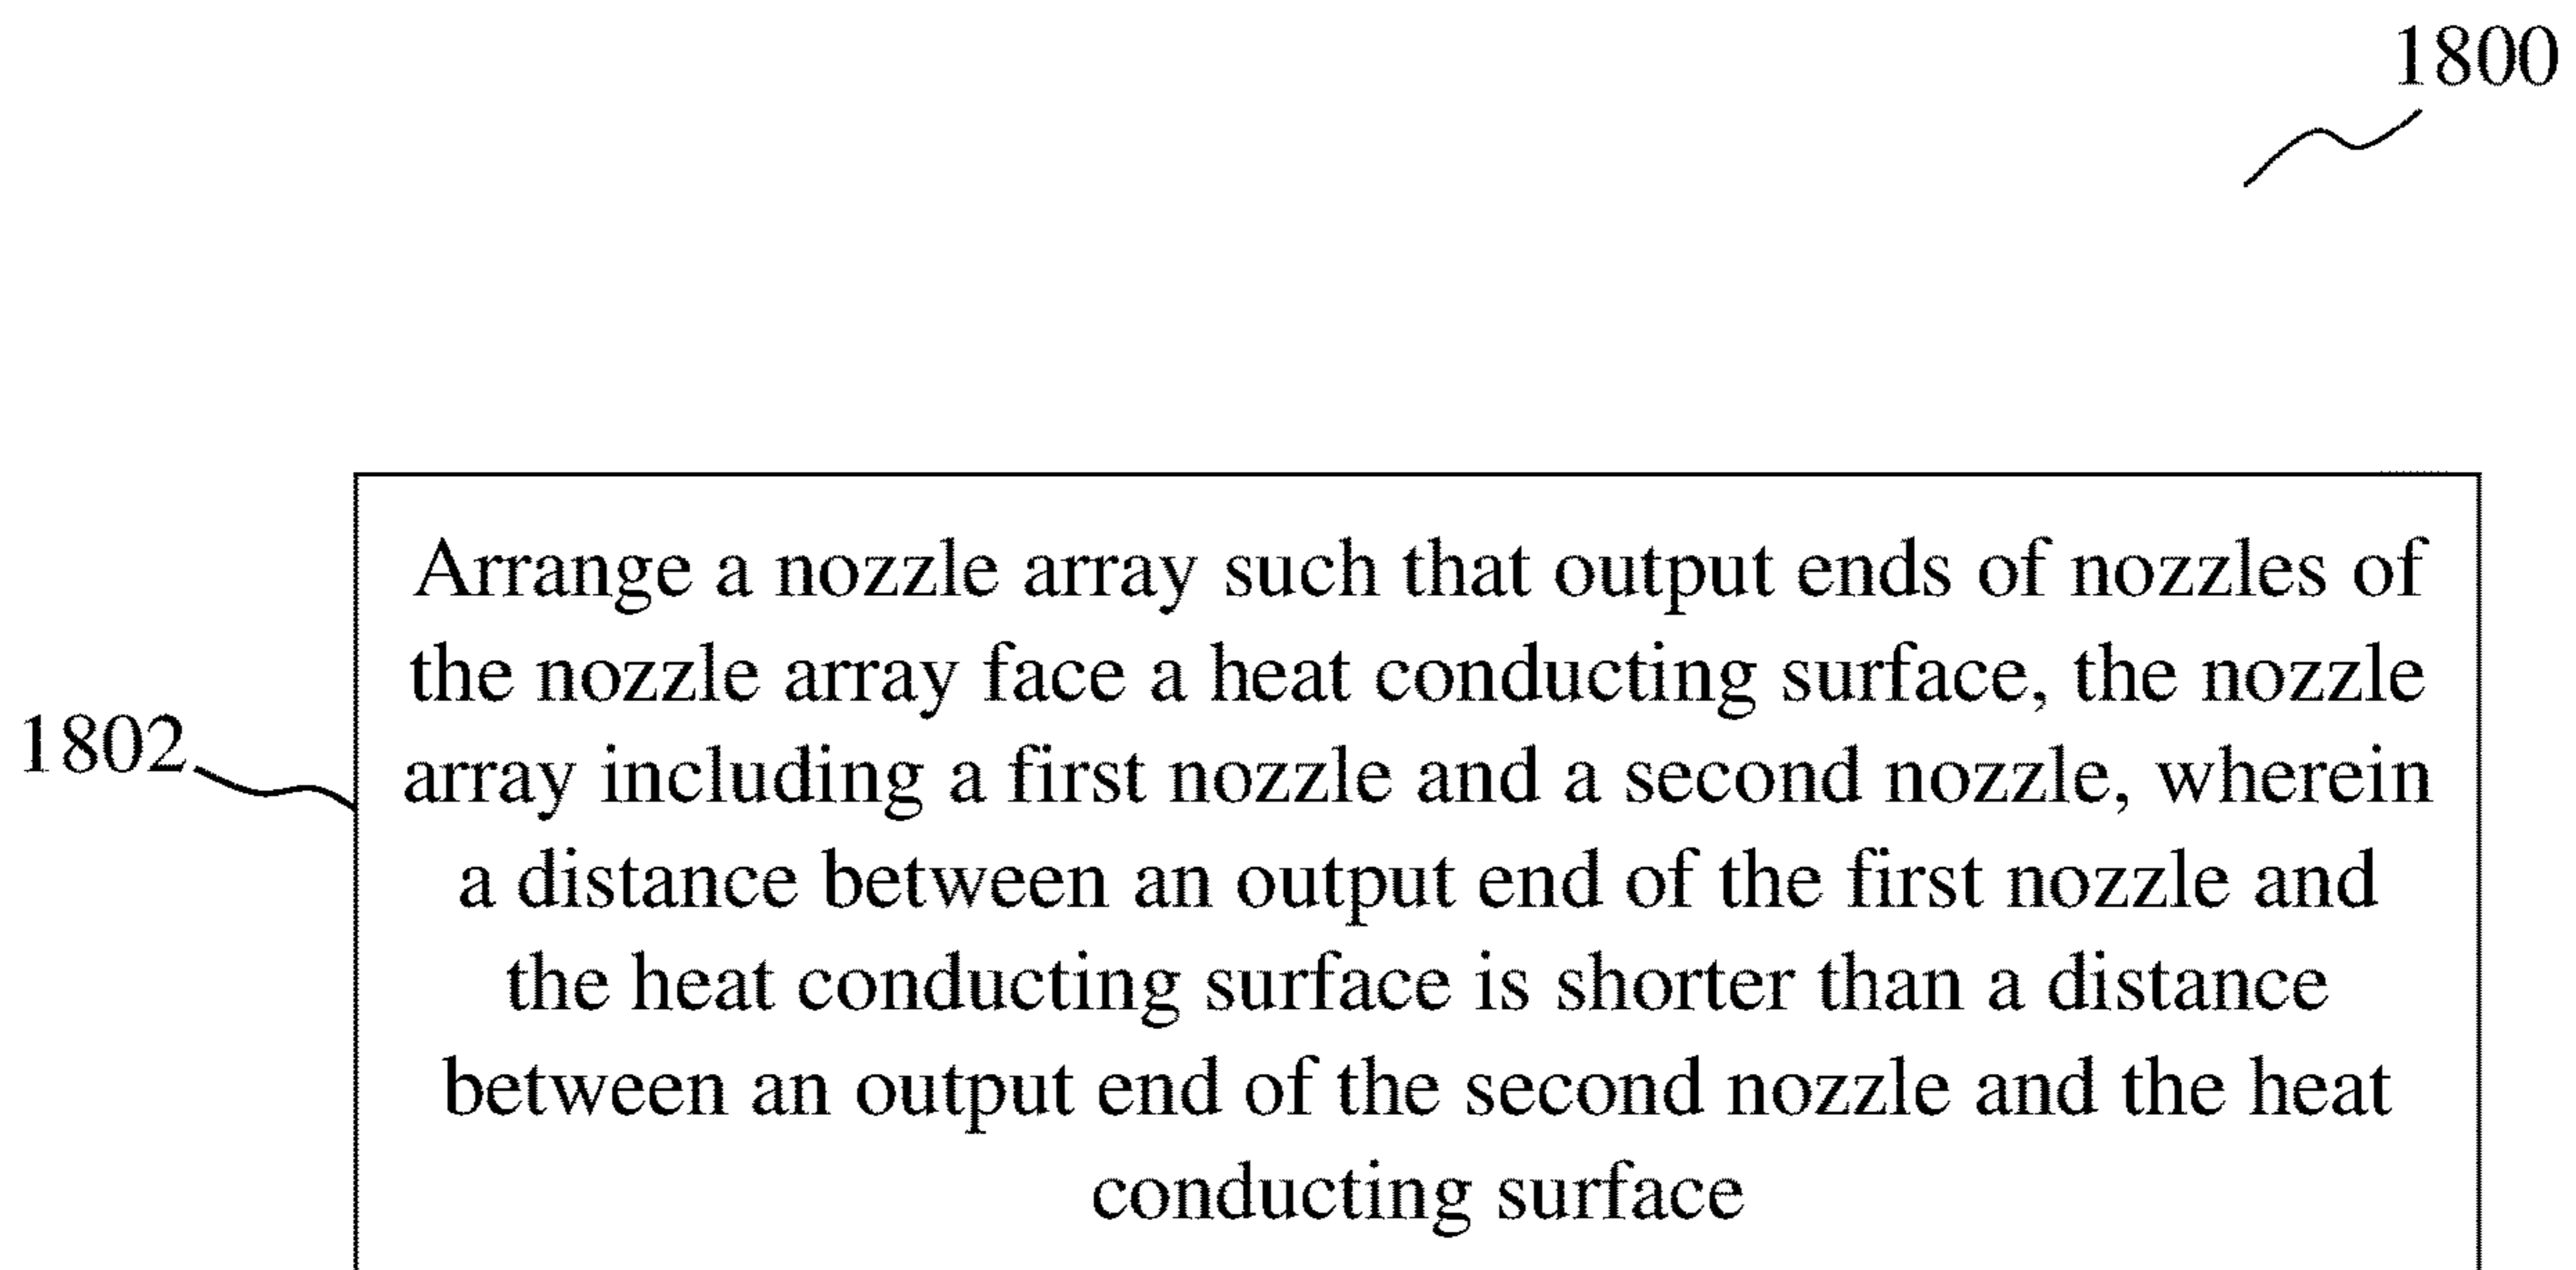 1800
Arrange a nozzle array such that output ends of nozzles of
the nozzle array face a heat conducting surface, the nozzle
1802
array including a first nozzle and a second nozzle, wherein
a distance between an output end of the first nozzle and
the heat conducting surface is shorter than a distance
between an output end of the second nozzle and the heat
conducting surface